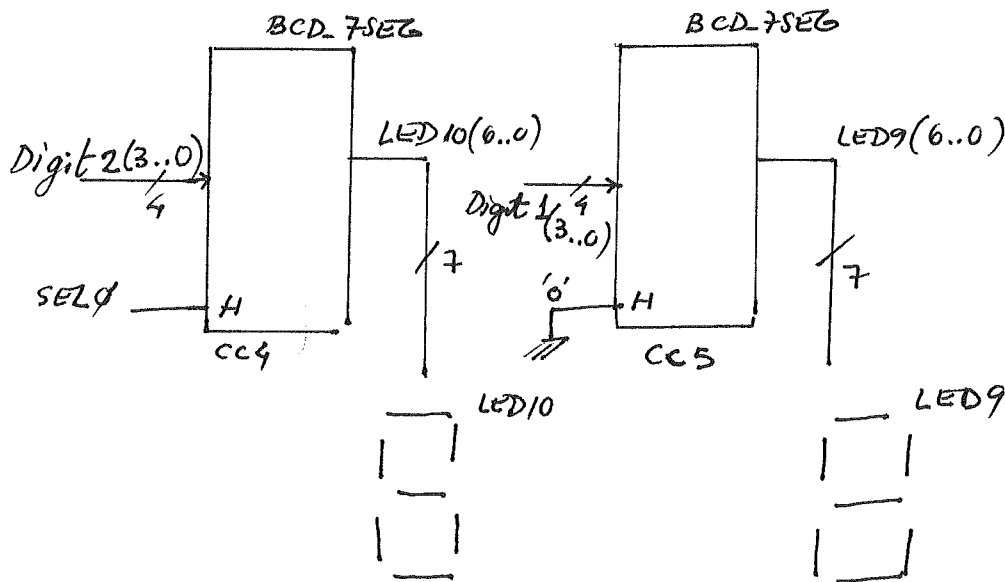 BCD_7SEG
Digit2(3..0)
4
SEL0
H
CC4
LED10(6..0)
7
LED10
BCD_7SEG
Digit1
4
(3..0)
'0'
H
CC5
LED9(6..0)
7
LED9